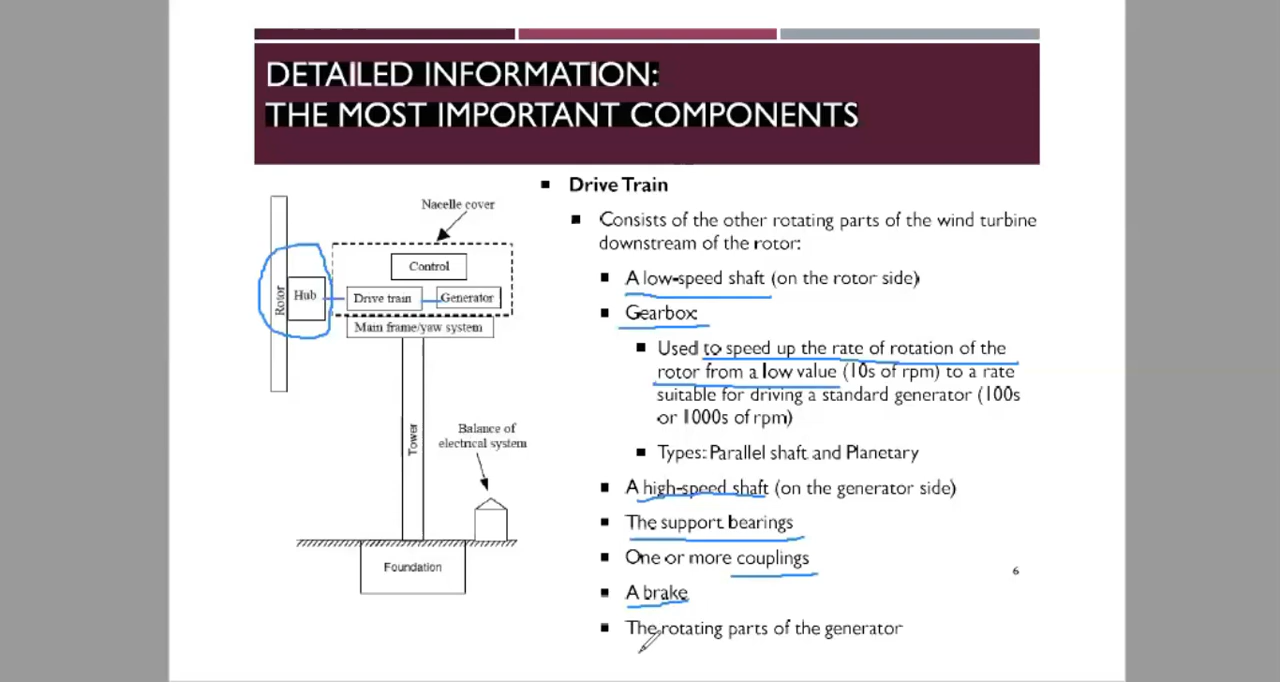 DETAILED INFORMATION:
THE MOST IMPORTANT COMPONENTS
Nacelle cover
Control
Rotor
Hub
Drive train
Generator
Main frame/yaw system
Tower
Balance of
electrical system
Foundation
▪ Drive Train
▪ Consists of the other rotating parts of the wind turbine
downstream of the rotor:
▪ A low-speed shaft (on the rotor side)
▪ Gearbox
▪ Used to speed up the rate of rotation of the
rotor from a low value (10s of rpm) to a rate
suitable for driving a standard generator (100s
or 1000s of rpm)
▪ Types: Parallel shaft and Planetary
▪ A high-speed shaft (on the generator side)
▪ The support bearings
▪ One or more couplings
▪ A brake
▪ The rotating parts of the generator
6